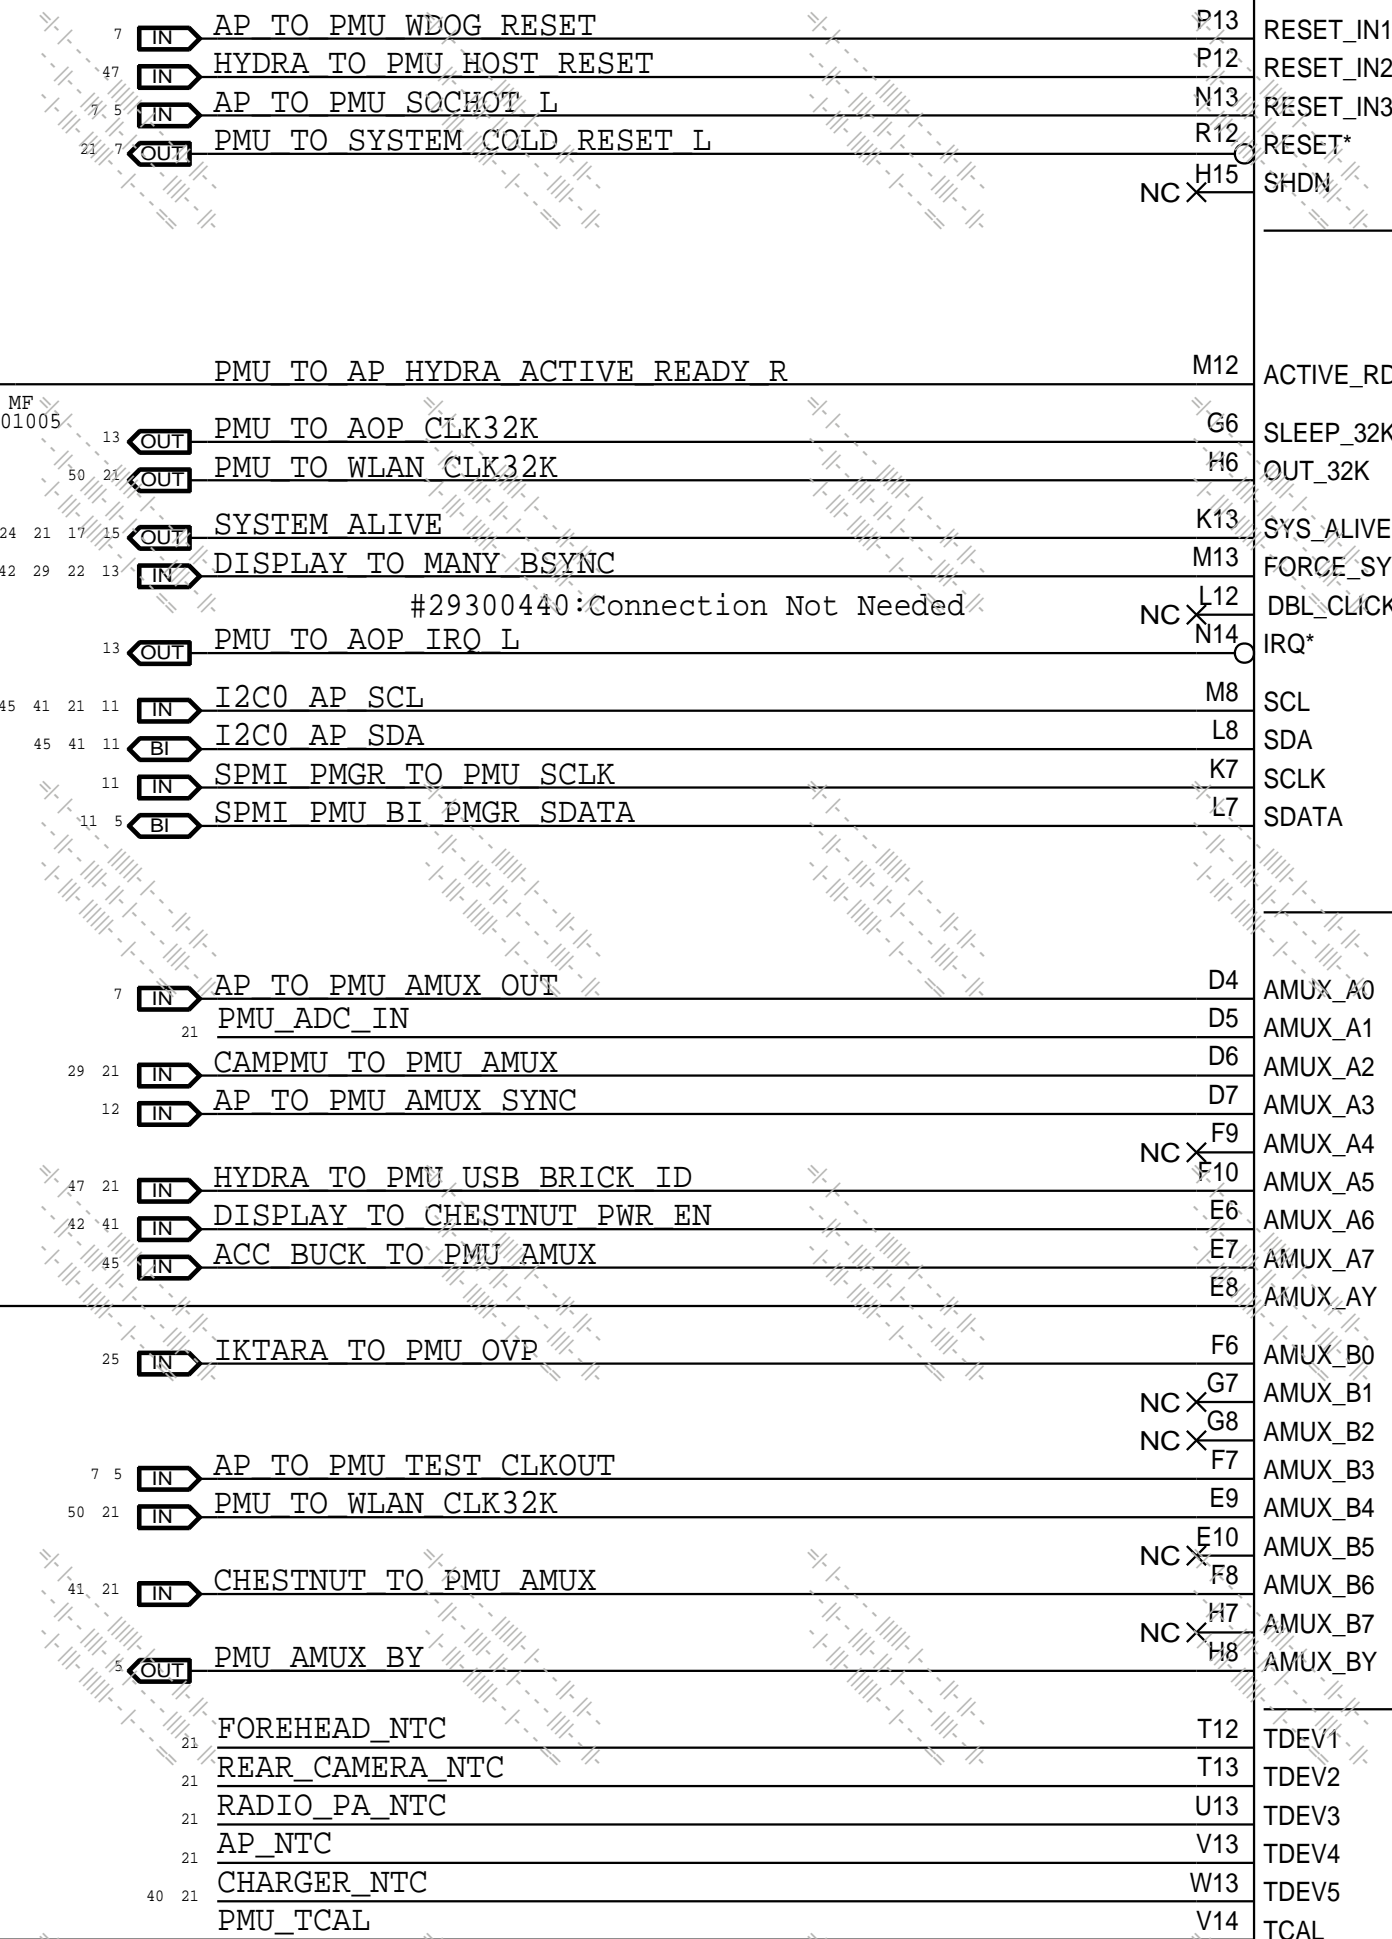 7 IN AP_TO_PMU_WDOG_RESET P13 RESET_IN1
47 IN HYDRA_TO_PMU_HOST_RESET P12 RESET_IN2
7 5 IN AP_TO_PMU_SOCHOT_L N13 RESET_IN3
21 7 OUT PMU_TO_SYSTEM_COLD_RESET_L R12 RESET*
NC H15 SHDN
PMU_TO_AP_HYDRA_ACTIVE_READY_R M12 ACTIVE_RD
MF
01005
13 OUT PMU_TO_AOP_CLK32K G6 SLEEP_32K
50 21 OUT PMU_TO_WLAN_CLK32K H6 OUT_32K
24 21 17 15 OUT SYSTEM_ALIVE K13 SYS_ALIVE
42 29 22 13 IN DISPLAY_TO_MANY_BSYNC M13 FORCE_SY
#29300440:Connection Not Needed NC L12 DBL_CLICK
13 OUT PMU_TO_AOP_IRQ_L N14 IRQ*
45 41 21 11 IN I2C0_AP_SCL M8 SCL
45 41 11 BI I2C0_AP_SDA L8 SDA
11 IN SPMI_PMGR_TO_PMU_SCLK K7 SCLK
11 5 BI SPMI_PMU_BI_PMGR_SDATA L7 SDATA
7 IN AP_TO_PMU_AMUX_OUT D4 AMUX_A0
21 PMU_ADC_IN D5 AMUX_A1
29 21 IN CAMPMU_TO_PMU_AMUX D6 AMUX_A2
12 IN AP_TO_PMU_AMUX_SYNC D7 AMUX_A3
NC F9 AMUX_A4
47 21 IN HYDRA_TO_PMU_USB_BRICK_ID F10 AMUX_A5
42 41 IN DISPLAY_TO_CHESTNUT_PWR_EN E6 AMUX_A6
45 IN ACC_BUCK_TO_PMU_AMUX E7 AMUX_A7
E8 AMUX_AY
25 IN IKTARA_TO_PMU_OVP F6 AMUX_B0
NC G7 AMUX_B1
NC G8 AMUX_B2
7 5 IN AP_TO_PMU_TEST_CLKOUT F7 AMUX_B3
50 21 IN PMU_TO_WLAN_CLK32K E9 AMUX_B4
NC E10 AMUX_B5
41 21 IN CHESTNUT_TO_PMU_AMUX F8 AMUX_B6
NC H7 AMUX_B7
5 OUT PMU_AMUX_BY H8 AMUX_BY
21 FOREHEAD_NTC T12 TDEV1
21 REAR_CAMERA_NTC T13 TDEV2
21 RADIO_PA_NTC U13 TDEV3
21 AP_NTC V13 TDEV4
40 21 CHARGER_NTC W13 TDEV5
PMU_TCAL V14 TCAL